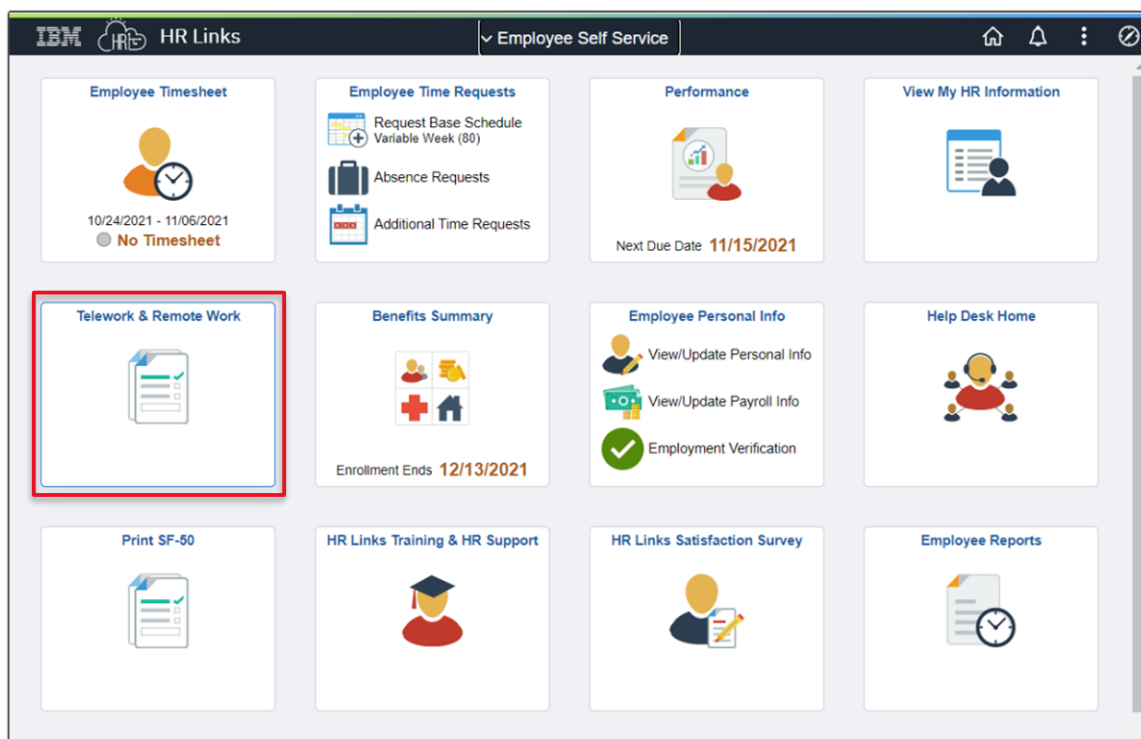 IBM HR HR Links
Employee Self Service
Employee Timesheet
10/24/2021 - 11/06/2021
No Timesheet
Employee Time Requests
Request Base Schedule
Variable Week (80)
Absence Requests
Additional Time Requests
Performance
Next Due Date 11/15/2021
View My HR Information
Telework & Remote Work
Benefits Summary
Enrollment Ends 12/13/2021
Employee Personal Info
View/Update Personal Info
View/Update Payroll Info
Employment Verification
Help Desk Home
Print SF-50
HR Links Training & HR Support
HR Links Satisfaction Survey
Employee Reports